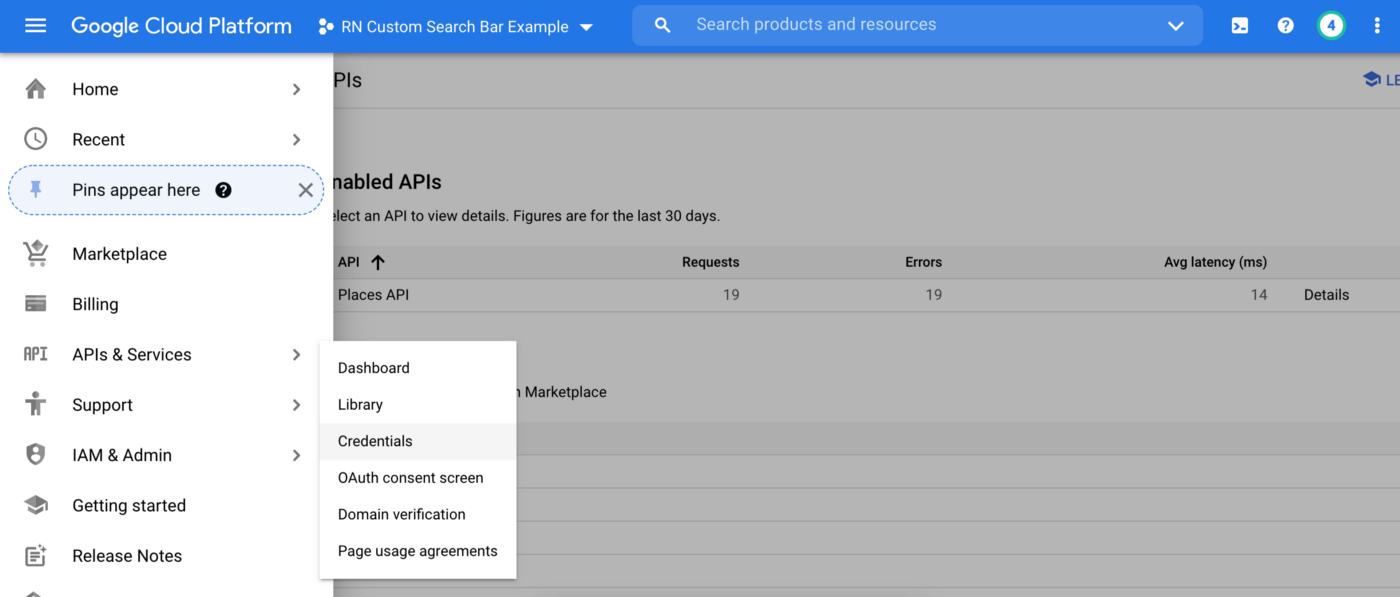 Google Cloud Platform
RN Custom Search Bar Example
Search products and resources
4
Home
Recent
Pins appear here
Marketplace
Billing
API APIs & Services
Support
IAM & Admin
Getting started
Release Notes
Dashboard
Library
Credentials
OAuth consent screen
Domain verification
Page usage agreements
PIs
LE
nabled APIs
elect an API to view details. Figures are for the last 30 days.
API Requests Errors Avg latency (ms)
Places API 19 19 14 Details
n Marketplace